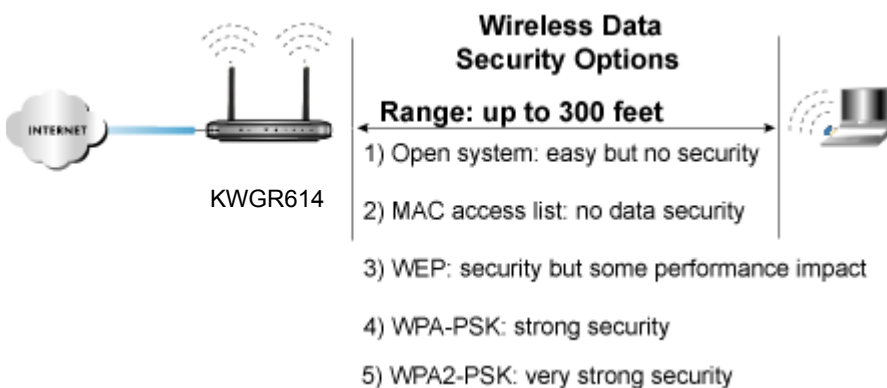 Wireless Data
Security Options
Range: up to 300 feet
INTERNET
KWGR614
1) Open system: easy but no security
2) MAC access list: no data security
3) WEP: security but some performance impact
4) WPA-PSK: strong security
5) WPA2-PSK: very strong security